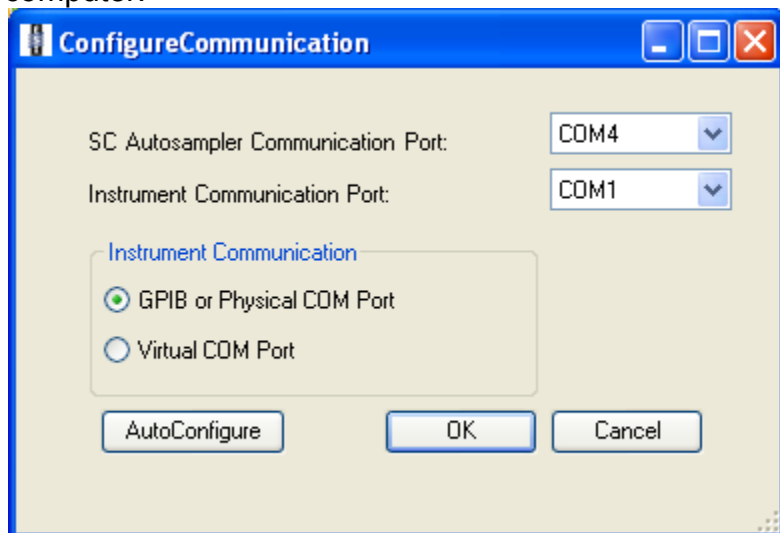 computer.
ConfigureCommunication
SC Autosampler Communication Port: COM4
Instrument Communication Port: COM1
Instrument Communication
GPIB or Physical COM Port
Virtual COM Port
AutoConfigure OK Cancel